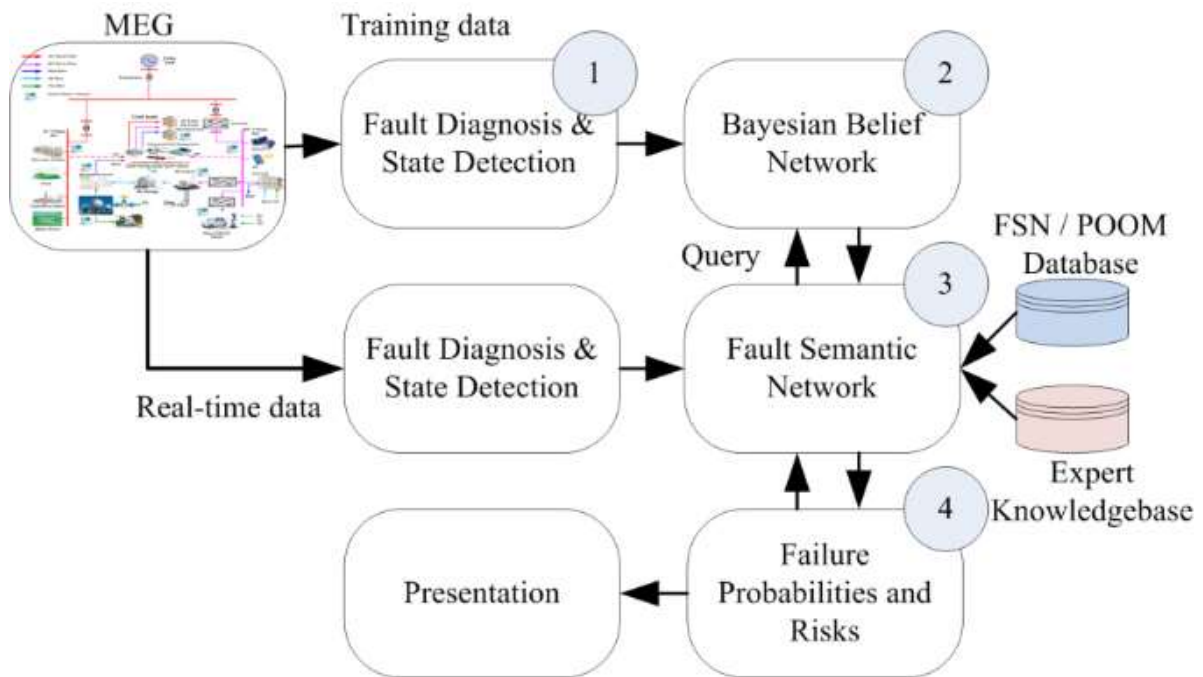 MEG
Training data
1
2
Fault Diagnosis &
State Detection
Bayesian Belief
Network
FSN / POOM
Database
Query
3
Fault Diagnosis &
State Detection
Fault Semantic
Network
Real-time data
Expert
Knowledgebase
4
Presentation
Failure
Probabilities and
Risks